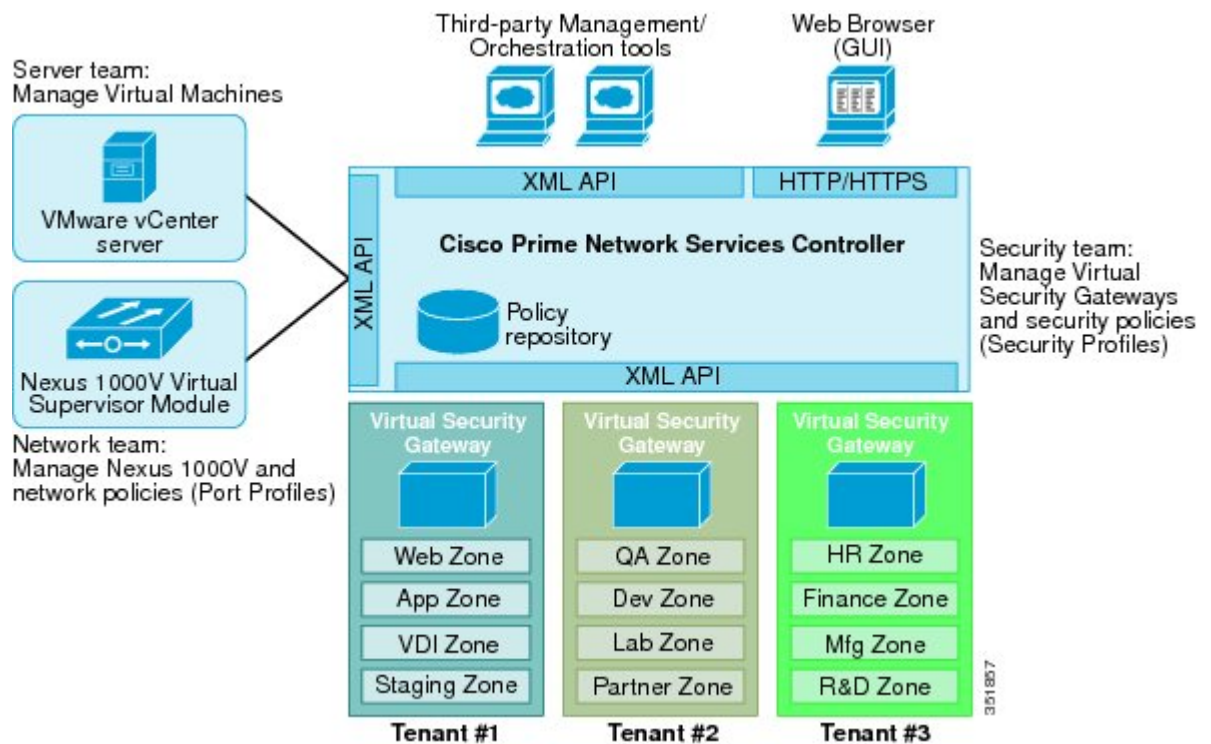 Third-party Management/
Orchestration tools
Web Browser
(GUI)
Server team:
Manage Virtual Machines
VMware vCenter
server
Nexus 1000V Virtual
Supervisor Module
Network team:
Manage Nexus 1000V and
network policies (Port Profiles)
XML API
XML API
HTTP/HTTPS
Cisco Prime Network Services Controller
Policy
repository
XML API
Security team:
Manage Virtual
Security Gateways
and security policies
(Security Profiles)
Virtual Security
Gateway
Web Zone
App Zone
VDI Zone
Staging Zone
Tenant #1
Virtual Security
Gateway
QA Zone
Dev Zone
Lab Zone
Partner Zone
Tenant #2
Virtual Security
Gateway
HR Zone
Finance Zone
Mfg Zone
R&D Zone
Tenant #3
351857